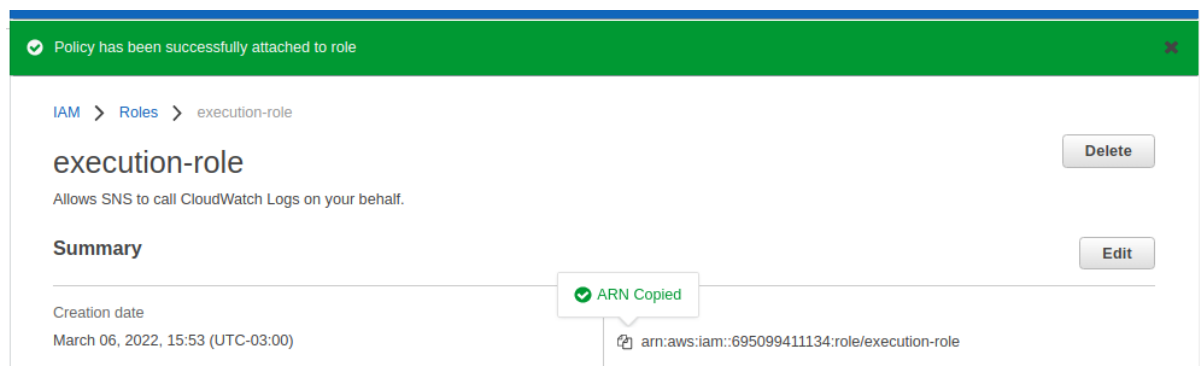 Policy has been successfully attached to role
IAM Roles execution-role
execution-role
Delete
Allows SNS to call CloudWatch Logs on your behalf.
Summary
Edit
ARN Copied
Creation date
March 06, 2022, 15:53 (UTC-03:00)
arn:aws:iam::695099411134:role/execution-role